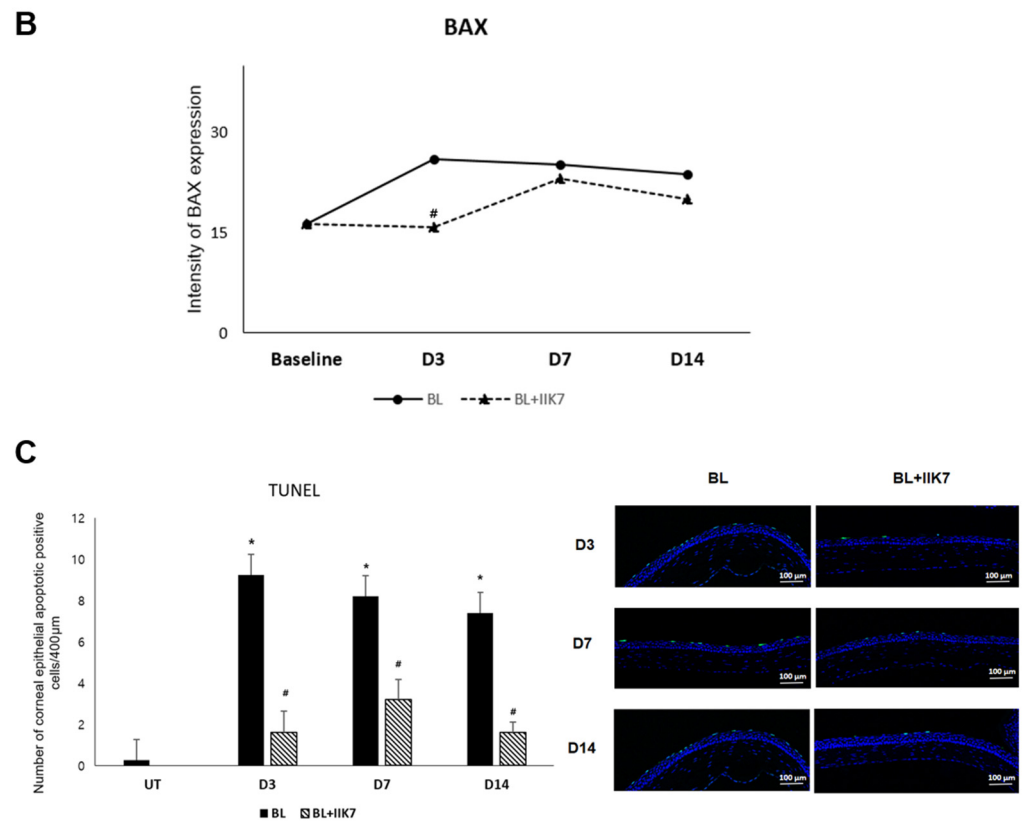 B
BAX
Intensity of BAX expression
30
15
0
Baseline D3 D7 D14
#
BL BL+IIK7
C
TUNEL
Number of corneal epithelial apoptotic positive
cells/400μm
12
10
8
6
4
2
0
* * *
# # #
UT D3 D7 D14
BL BL+IIK7
BL BL+IIK7
D3
100 μm 100 μm
D7
100 μm 100 μm
D14
100 μm 100 μm